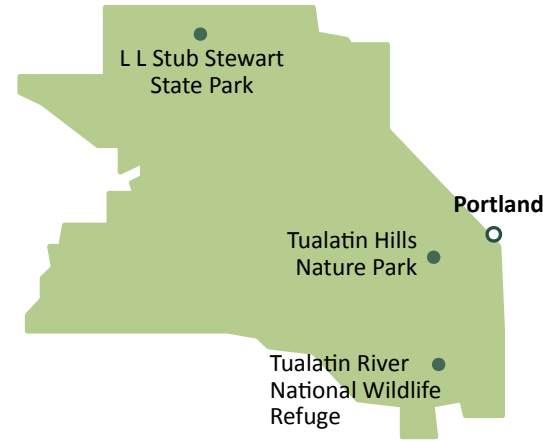 L L Stub Stewart
State Park
Portland
Tualatin Hills
Nature Park
Tualatin River
National Wildlife
Refuge